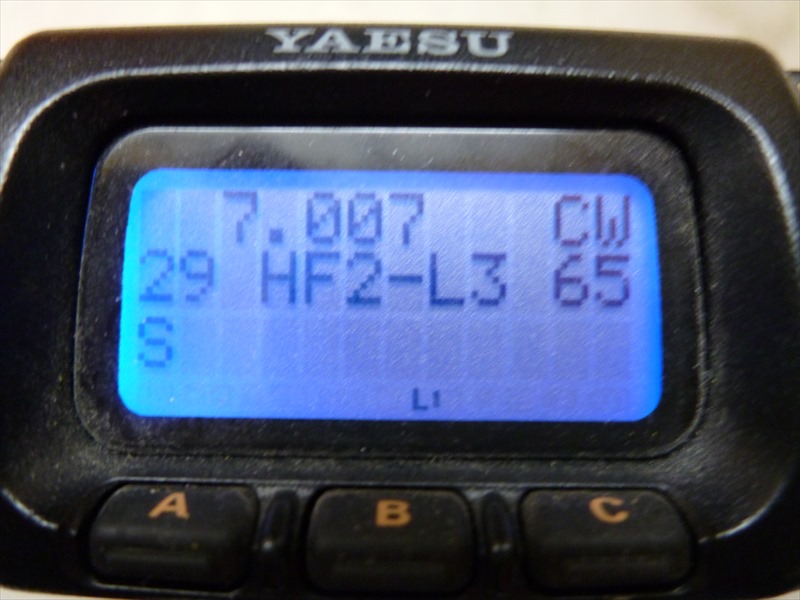 YAESU
7.007 CW
29 HF2-L3 65
S
L1
A B C